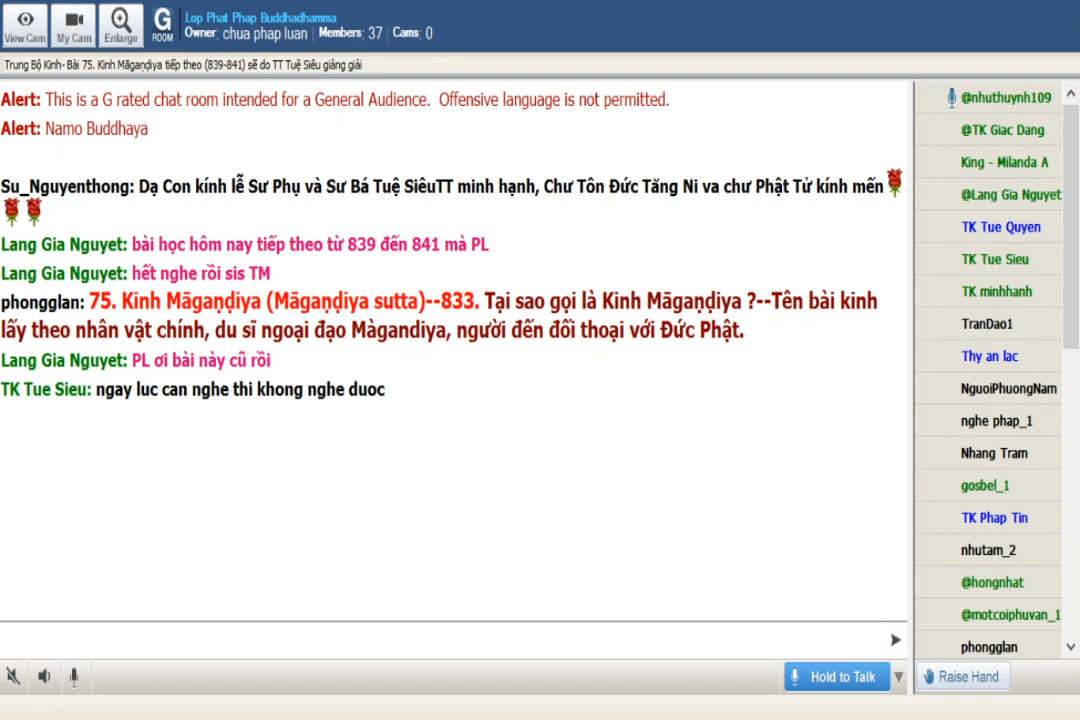 View Cam
My Cam
Enlarge
G
ROOM
Lop Phat Phap Buddhadhamma
Owner: chua phap luan | Members: 37 | Cams: 0
Trung Bộ Kinh- Bài 75. Kinh Māgaṇḍiya tiếp theo (839-841) sẽ do TT Tuệ Siêu giảng giải
Alert: This is a G rated chat room intended for a General Audience. Offensive language is not permitted.
Alert: Namo Buddhaya
Su_Nguyenthong: Dạ Con kính lễ Sư Phụ và Sư Bá Tuệ SiêuTT minh hạnh, Chư Tôn Đức Tăng Ni va chư Phật Tử kính mến
Lang Gia Nguyet: bài học hôm nay tiếp theo từ 839 đến 841 mà PL
Lang Gia Nguyet: hết nghe rồi sis TM
phongglan: 75. Kinh Māgaṇḍiya (Māgaṇḍiya sutta)--833. Tại sao gọi là Kinh Māgaṇḍiya ?--Tên bài kinh
lấy theo nhân vật chính, du sĩ ngoại đạo Màgandiya, người đến đối thoại với Đức Phật.
Lang Gia Nguyet: PL ơi bài này cũ rồi
TK Tue Sieu: ngay luc can nghe thi khong nghe duoc
@nhuthuynh109
@TK Giac Dang
King - Milanda A
@Lang Gia Nguyet
TK Tue Quyen
TK Tue Sieu
TK minhhanh
TranDao1
Thy an lac
NguoiPhuongNam
nghe phap_1
Nhang Tram
gosbel_1
TK Phap Tin
nhutam_2
@hongnhat
@motcoiphuvan_1
phongglan
Hold to Talk
Raise Hand